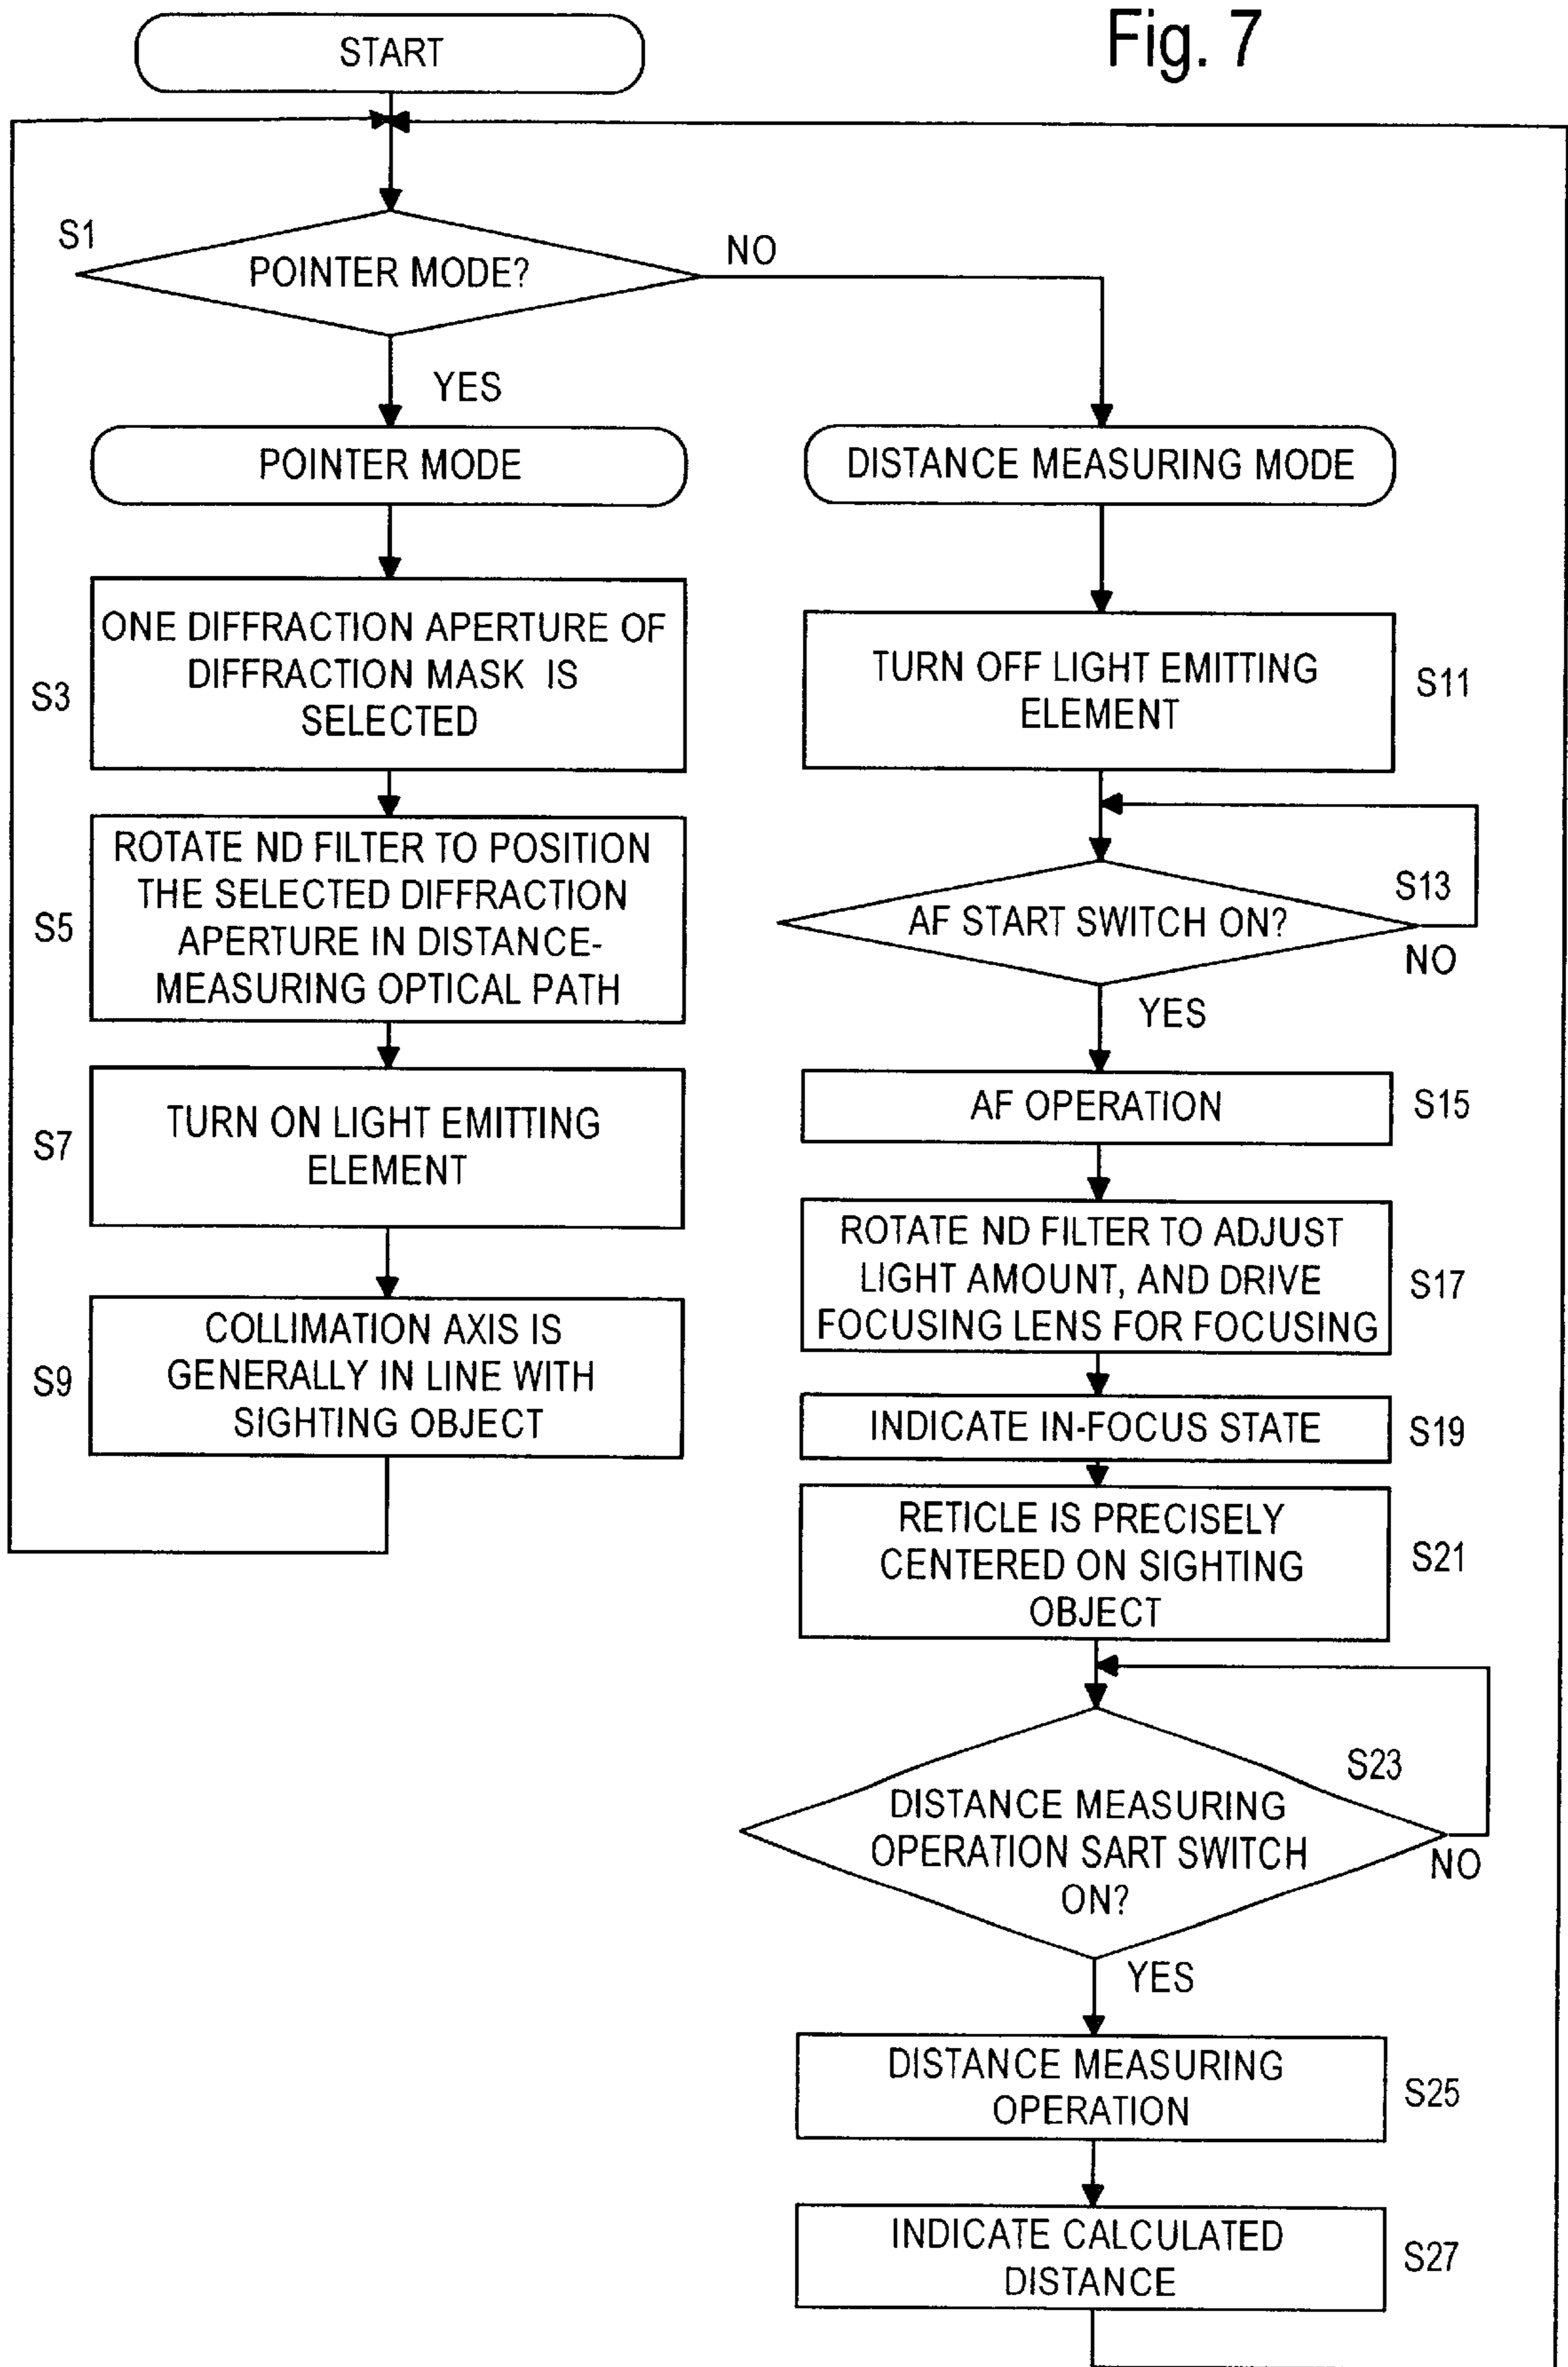 Fig. 7
START
S1
POINTER MODE?
NO
YES
POINTER MODE
DISTANCE MEASURING MODE
S3
ONE DIFFRACTION APERTURE OF
DIFFRACTION MASK IS
SELECTED
S5
ROTATE ND FILTER TO POSITION
THE SELECTED DIFFRACTION
APERTURE IN DISTANCE-
MEASURING OPTICAL PATH
S7
TURN ON LIGHT EMITTING
ELEMENT
S9
COLLIMATION AXIS IS
GENERALLY IN LINE WITH
SIGHTING OBJECT
TURN OFF LIGHT EMITTING
ELEMENT
S11
S13
AF START SWITCH ON?
NO
YES
AF OPERATION
S15
ROTATE ND FILTER TO ADJUST
LIGHT AMOUNT, AND DRIVE
FOCUSING LENS FOR FOCUSING
S17
INDICATE IN-FOCUS STATE
S19
RETICLE IS PRECISELY
CENTERED ON SIGHTING
OBJECT
S21
S23
DISTANCE MEASURING
OPERATION SART SWITCH
ON?
NO
YES
DISTANCE MEASURING
OPERATION
S25
INDICATE CALCULATED
DISTANCE
S27